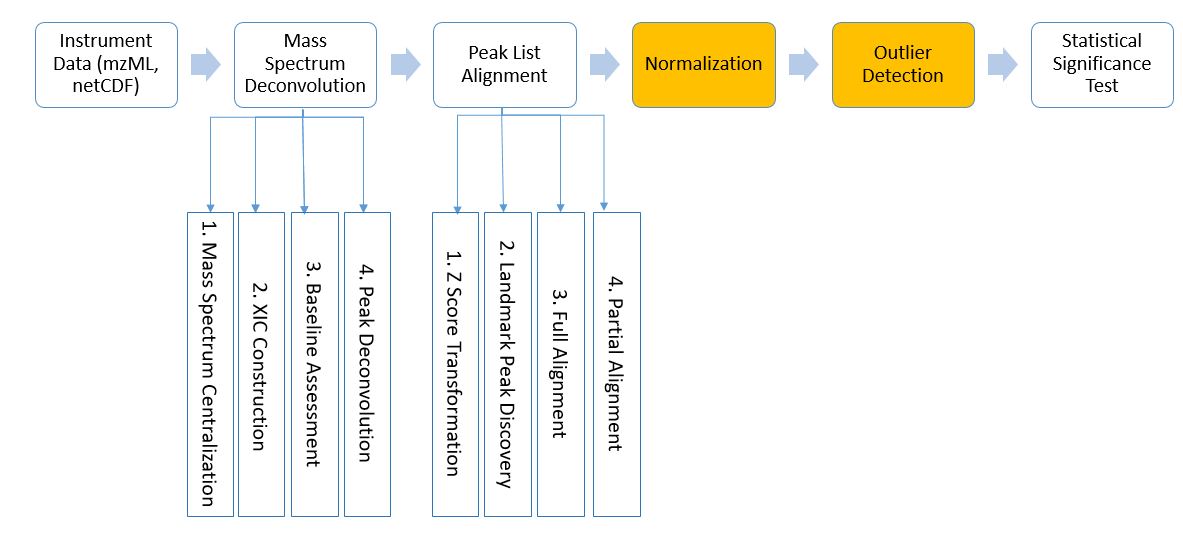 Instrument
Data (mzML,
netCDF)
Mass
Spectrum
Deconvolution
Peak List
Alignment
Normalization
Outlier
Detection
Statistical
Significance
Test
1. Mass Spectrum Centralization
2. XIC Construction
3. Baseline Assessment
4. Peak Deconvolution
1. Z Score Transformation
2. Landmark Peak Discovery
3. Full Alignment
4. Partial Alignment